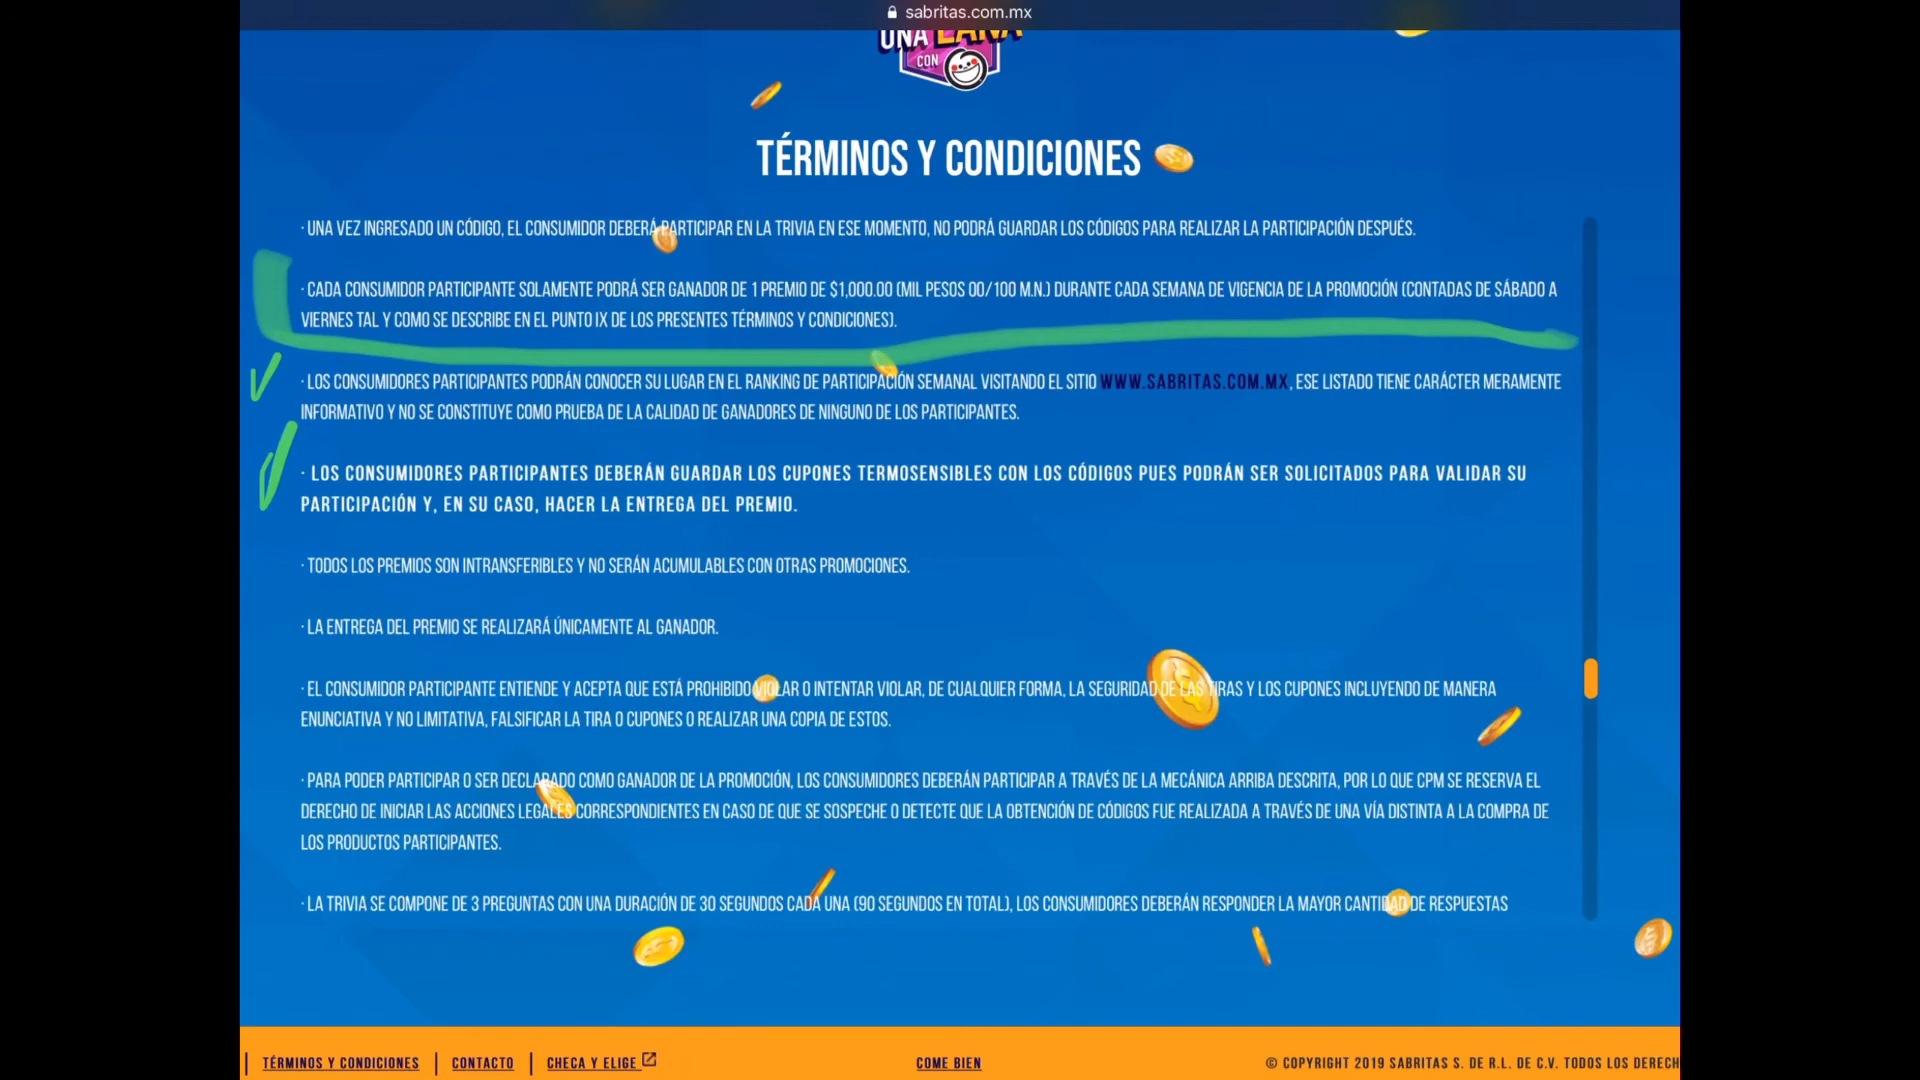 sabritas.com.mx
UNA LANA
CON
TÉRMINOS Y CONDICIONES
· UNA VEZ INGRESADO UN CÓDIGO, EL CONSUMIDOR DEBERÁ PARTICIPAR EN LA TRIVIA EN ESE MOMENTO, NO PODRÁ GUARDAR LOS CÓDIGOS PARA REALIZAR LA PARTICIPACIÓN DESPUÉS.
· CADA CONSUMIDOR PARTICIPANTE SOLAMENTE PODRÁ SER GANADOR DE 1 PREMIO DE $1,000.00 (MIL PESOS 00/100 M.N.) DURANTE CADA SEMANA DE VIGENCIA DE LA PROMOCIÓN (CONTADAS DE SÁBADO A
VIERNES TAL Y COMO SE DESCRIBE EN EL PUNTO IX DE LOS PRESENTES TÉRMINOS Y CONDICIONES).
· LOS CONSUMIDORES PARTICIPANTES PODRÁN CONOCER SU LUGAR EN EL RANKING DE PARTICIPACIÓN SEMANAL VISITANDO EL SITIO WWW.SABRITAS.COM.MX, ESE LISTADO TIENE CARÁCTER MERAMENTE
INFORMATIVO Y NO SE CONSTITUYE COMO PRUEBA DE LA CALIDAD DE GANADORES DE NINGUNO DE LOS PARTICIPANTES.
· LOS CONSUMIDORES PARTICIPANTES DEBERÁN GUARDAR LOS CUPONES TERMOSENSIBLES CON LOS CÓDIGOS PUES PODRÁN SER SOLICITADOS PARA VALIDAR SU
PARTICIPACIÓN Y, EN SU CASO, HACER LA ENTREGA DEL PREMIO.
· TODOS LOS PREMIOS SON INTRANSFERIBLES Y NO SERÁN ACUMULABLES CON OTRAS PROMOCIONES.
· LA ENTREGA DEL PREMIO SE REALIZARÁ ÚNICAMENTE AL GANADOR.
· EL CONSUMIDOR PARTICIPANTE ENTIENDE Y ACEPTA QUE ESTÁ PROHIBIDO VIOLAR O INTENTAR VIOLAR, DE CUALQUIER FORMA, LA SEGURIDAD DE LAS TIRAS Y LOS CUPONES INCLUYENDO DE MANERA
ENUNCIATIVA Y NO LIMITATIVA, FALSIFICAR LA TIRA O CUPONES O REALIZAR UNA COPIA DE ESTOS.
· PARA PODER PARTICIPAR O SER DECLARADO COMO GANADOR DE LA PROMOCIÓN, LOS CONSUMIDORES DEBERÁN PARTICIPAR A TRAVÉS DE LA MECÁNICA ARRIBA DESCRITA, POR LO QUE CPM SE RESERVA EL
DERECHO DE INICIAR LAS ACCIONES LEGALES CORRESPONDIENTES EN CASO DE QUE SE SOSPECHE O DETECTE QUE LA OBTENCIÓN DE CÓDIGOS FUE REALIZADA A TRAVÉS DE UNA VÍA DISTINTA A LA COMPRA DE
LOS PRODUCTOS PARTICIPANTES.
· LA TRIVIA SE COMPONE DE 3 PREGUNTAS CON UNA DURACIÓN DE 30 SEGUNDOS CADA UNA (90 SEGUNDOS EN TOTAL), LOS CONSUMIDORES DEBERÁN RESPONDER LA MAYOR CANTIDAD DE RESPUESTAS
| TÉRMINOS Y CONDICIONES | CONTACTO | CHECA Y ELIGE COME BIEN © COPYRIGHT 2019 SABRITAS S. DE R.L. DE C.V. TODOS LOS DERECH